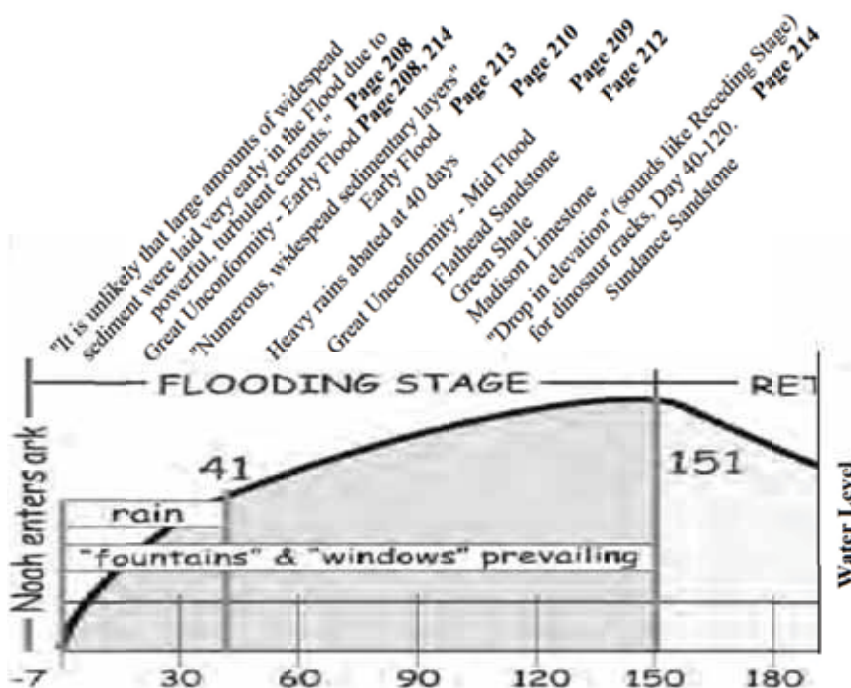 "It is unlikely that large amounts of widespead
sediment were laid very early in the Flood due to
powerful, turbulent currents." Page 208
Great Unconformity - Early Flood Page 208, 214
"Numerous, widespead sedimentary layers"
Early Flood Page 213
Heavy rains abated at 40 days
Page 210
Great Unconformity - Mid Flood
Page 209
Flathead Sandstone
Page 212
Green Shale
Madison Limestone
"Drop in elevation" (sounds like Receding Stage)
for dinosaur tracks, Day 40-120. Page 214
Sundance Sandstone
FLOODING STAGE
RET
Noah enters ark
41
151
rain
"fountains" & "windows" prevailing
Water Level
-7 30 60 90 120 150 180